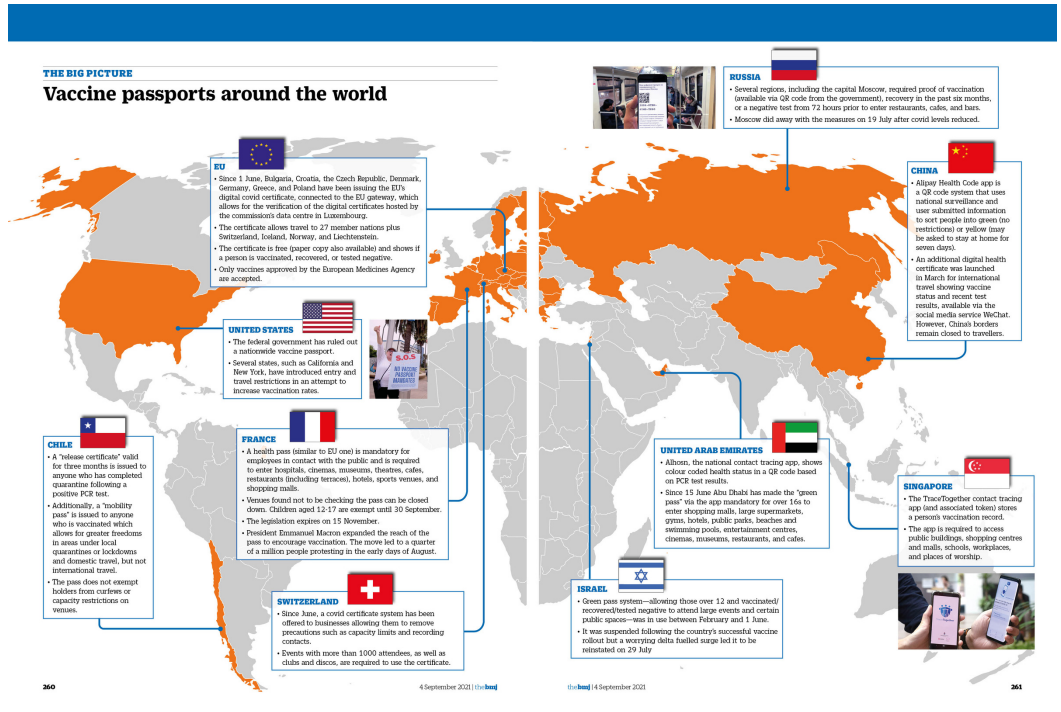 THE BIG PICTURE
Vaccine passports around the world
EU
• Since 1 June, Bulgaria, Croatia, the Czech Republic, Denmark,
Germany, Greece, and Poland have been issuing the EU's
digital covid certificate, connected to the EU gateway, which
allows for the verification of the digital certificates hosted by
the commission's data centre in Luxembourg.
• The certificate allows travel to 27 member nations plus
Switzerland, Iceland, Norway, and Liechtenstein.
• The certificate is free (paper copy also available) and shows if
a person is vaccinated, recovered, or tested negative.
• Only vaccines approved by the European Medicines Agency
are accepted.
UNITED STATES
• The federal government has ruled out
a nationwide vaccine passport.
• Several states, such as California and
New York, have introduced entry and
travel restrictions in an attempt to
increase vaccination rates.
S.O.S
NO VACCINE
PASSPORT
MANDATES
CHILE
• A "release certificate" valid
for three months is issued to
anyone who has completed
quarantine following a
positive PCR test.
• Additionally, a "mobility
pass" is issued to anyone
who is vaccinated which
allows for greater freedoms
in areas under local
quarantines or lockdowns
and domestic travel, but not
international travel.
• The pass does not exempt
holders from curfews or
capacity restrictions on
venues.
FRANCE
• A health pass (similar to EU one) is mandatory for
employees in contact with the public and is required
to enter hospitals, cinemas, museums, theatres, cafes,
restaurants (including terraces), hotels, sports venues, and
shopping malls.
• Venues found not to be checking the pass can be closed
down. Children aged 12-17 are exempt until 30 September.
• The legislation expires on 15 November.
• President Emmanuel Macron expanded the reach of the
pass to encourage vaccination. The move led to a quarter
of a million people protesting in the early days of August.
SWITZERLAND
• Since June, a covid certificate system has been
offered to businesses allowing them to remove
precautions such as capacity limits and recording
contacts.
• Events with more than 1000 attendees, as well as
clubs and discos, are required to use the certificate.
260
4 September 2021 | thebmj
RUSSIA
• Several regions, including the capital Moscow, required proof of vaccination
(available via QR code from the government), recovery in the past six months,
or a negative test from 72 hours prior to enter restaurants, cafes, and bars.
• Moscow did away with the measures on 19 July after covid levels reduced.
CHINA
• Alipay Health Code app is
a QR code system that uses
national surveillance and
user submitted information
to sort people into green (no
restrictions) or yellow (may
be asked to stay at home for
seven days).
• An additional digital health
certificate was launched
in March for international
travel showing vaccine
status and recent test
results, available via the
social media service WeChat.
However, China's borders
remain closed to travellers.
UNITED ARAB EMIRATES
• Alhosn, the national contact tracing app, shows
colour coded health status in a QR code based
on PCR test results.
• Since 15 June Abu Dhabi has made the "green
pass" via the app mandatory for over 16s to
enter shopping malls, large supermarkets,
gyms, hotels, public parks, beaches and
swimming pools, entertainment centres,
cinemas, museums, restaurants, and cafes.
SINGAPORE
• The TraceTogether contact tracing
app (and associated token) stores
a person's vaccination record.
• The app is required to access
public buildings, shopping centres
and malls, schools, workplaces,
and places of worship.
ISRAEL
• Green pass system—allowing those over 12 and vaccinated/
recovered/tested negative to attend large events and certain
public spaces—was in use between February and 1 June.
• It was suspended following the country's successful vaccine
rollout but a worrying delta fuelled surge led it to be
reinstated on 29 July
thebmj | 4 September 2021
261